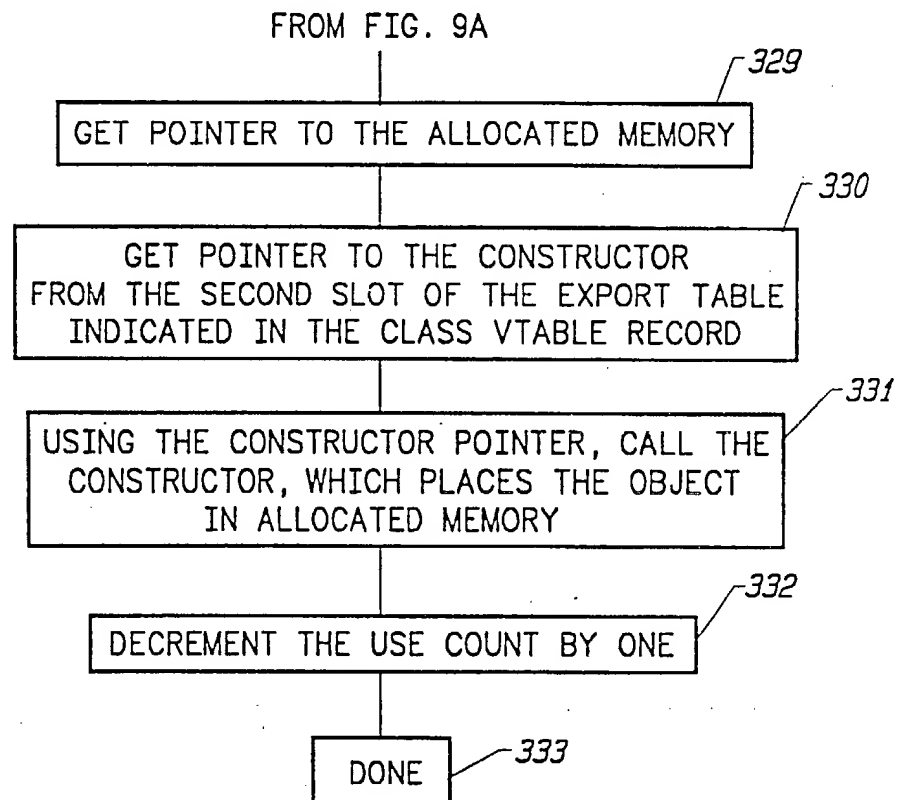 FROM FIG. 9A
329
GET POINTER TO THE ALLOCATED MEMORY
330
GET POINTER TO THE CONSTRUCTOR
FROM THE SECOND SLOT OF THE EXPORT TABLE
INDICATED IN THE CLASS VTABLE RECORD
331
USING THE CONSTRUCTOR POINTER, CALL THE
CONSTRUCTOR, WHICH PLACES THE OBJECT
IN ALLOCATED MEMORY
332
DECREMENT THE USE COUNT BY ONE
333
DONE